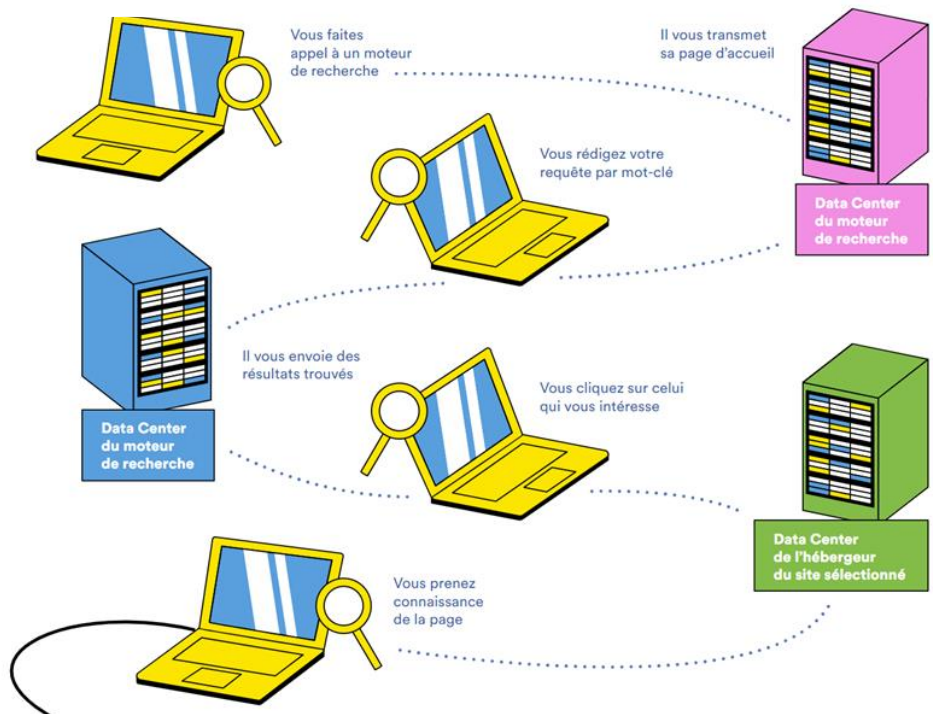 Vous faites
appel à un moteur
de recherche
Il vous transmet
sa page d'accueil
Data Center
du moteur
de recherche
Vous rédigez votre
requête par mot-clé
Il vous envoie des
résultats trouvés
Data Center
du moteur
de recherche
Vous cliquez sur celui
qui vous intéresse
Data Center
de l'hébergeur
du site sélectionné
Vous prenez
connaissance
de la page